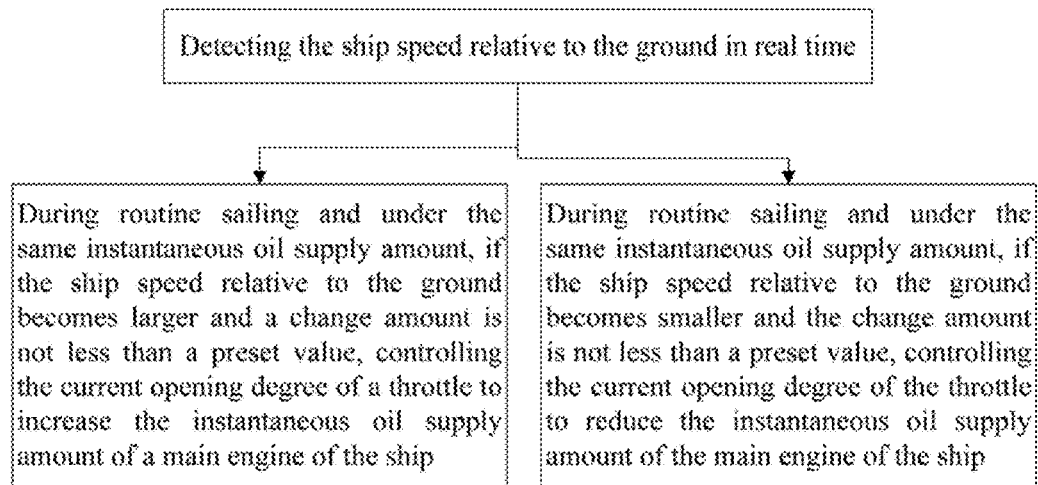 Detecting the ship speed relative to the ground in real time
During routine sailing and under the
same instantaneous oil supply amount, if
the ship speed relative to the ground
becomes larger and a change amount is
not less than a preset value, controlling
the current opening degree of a throttle to
increase the instantaneous oil supply
amount of a main engine of the ship
During routine sailing and under the
same instantaneous oil supply amount, if
the ship speed relative to the ground
becomes smaller and the change amount
is not less than a preset value, controlling
the current opening degree of the throttle
to reduce the instantaneous oil supply
amount of the main engine of the ship